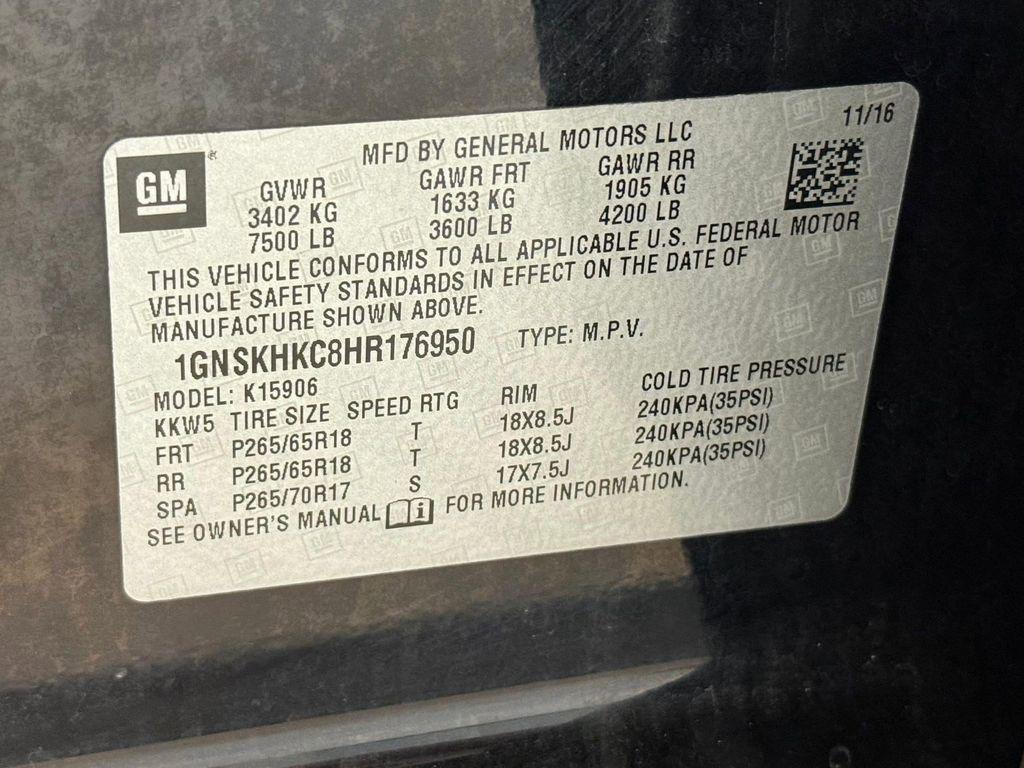 11/16
GM
MFD BY GENERAL MOTORS LLC
GVWR GAWR FRT GAWR RR
3402 KG 1633 KG 1905 KG
7500 LB 3600 LB 4200 LB
THIS VEHICLE CONFORMS TO ALL APPLICABLE U.S. FEDERAL MOTOR
VEHICLE SAFETY STANDARDS IN EFFECT ON THE DATE OF
MANUFACTURE SHOWN ABOVE.
1GNSKHKC8HR176950 TYPE: M.P.V.
MODEL: K15906
KKW5 TIRE SIZE SPEED RTG RIM COLD TIRE PRESSURE
FRT P265/65R18 T 18X8.5J 240KPA(35PSI)
RR P265/65R18 T 18X8.5J 240KPA(35PSI)
SPA P265/70R17 S 17X7.5J 240KPA(35PSI)
SEE OWNER'S MANUAL i FOR MORE INFORMATION.